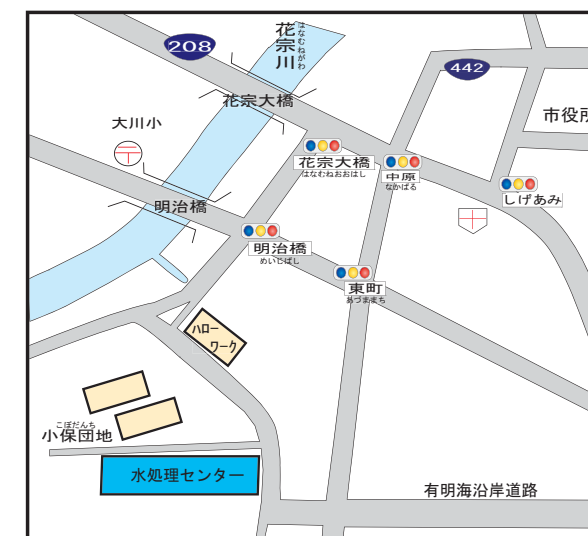 208
花宗川
はなむねがわ
442
花宗大橋
市役所
大川小
花宗大橋
はなむねおおはし
中原
なかばる
しげあみ
明治橋
明治橋
めいじばし
東町
あづままち
ハロー
ワーク
こぼだんち
小保団地
水処理センター
有明海沿岸道路